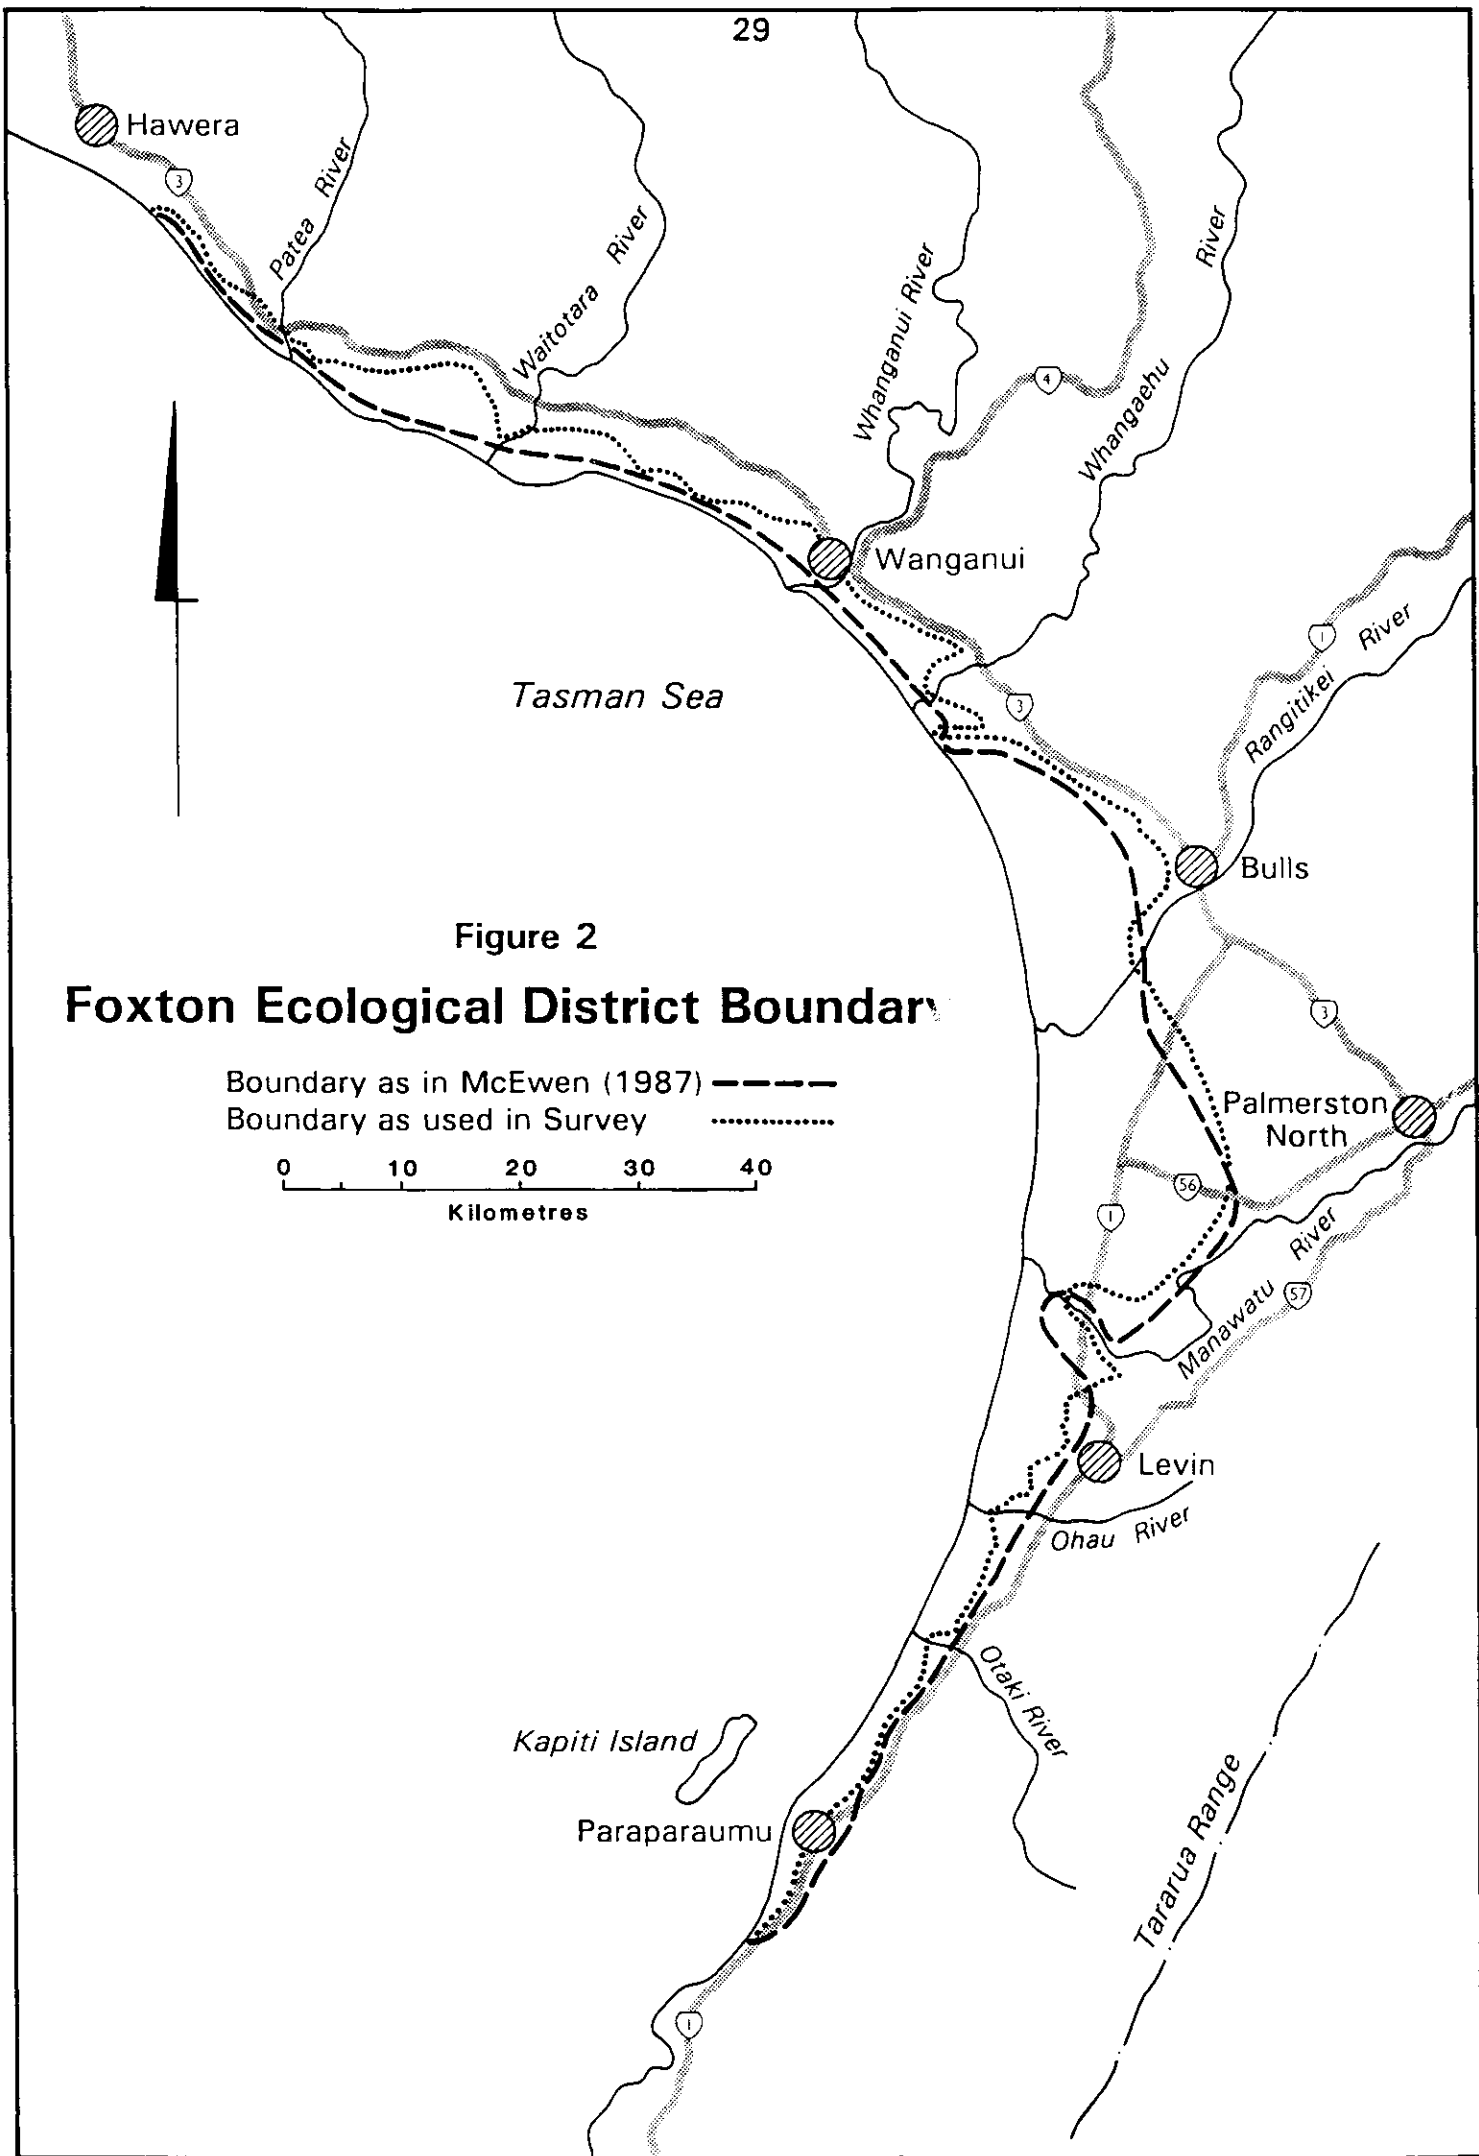 29
Hawera
3
Patea River
Waitotara River
Whanganui River
4
Whangaehu River
Wanganui
1
Rangitikei River
Tasman Sea
3
Bulls
Figure 2
Foxton Ecological District Boundary
3
Boundary as in McEwen (1987)
Boundary as used in Survey
0 10 20 30 40
Kilometres
Palmerston
North
56
1
Manawatu River
57
Levin
Ohau River
Otaki River
Kapiti Island
Paraparaumu
Tararua Range
1